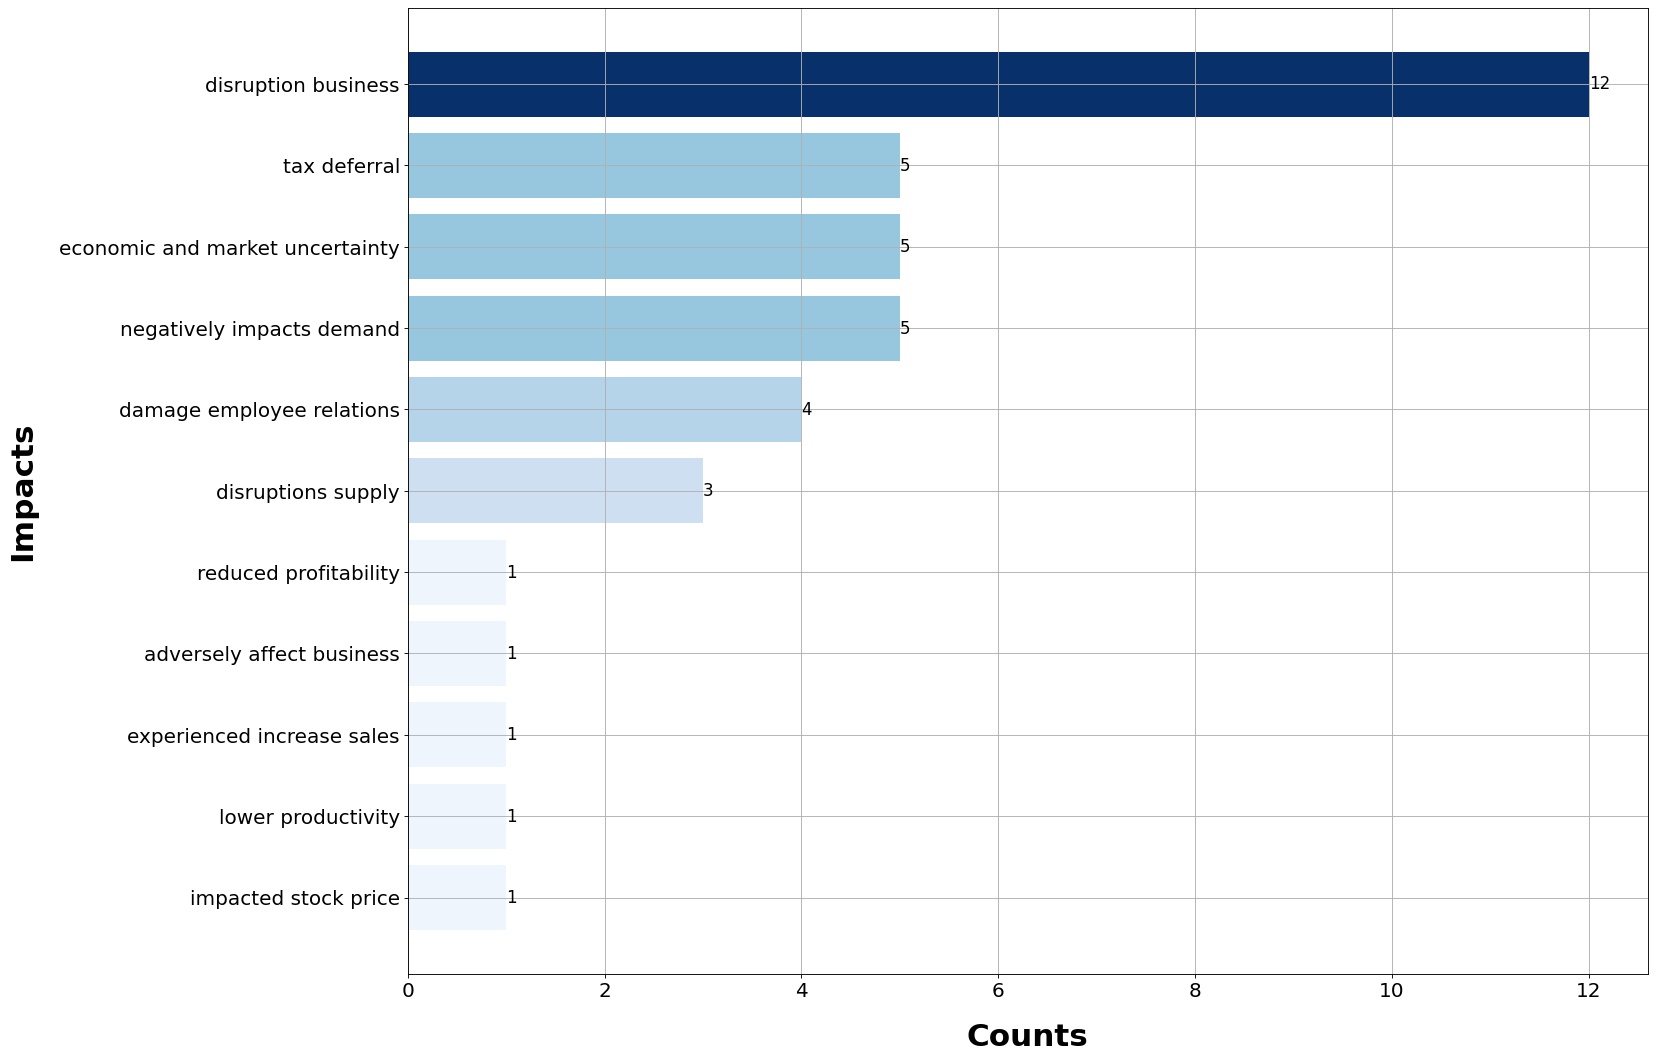 disruption business
12
tax deferral
5
economic and market uncertainty
5
negatively impacts demand
5
damage employee relations
4
disruptions supply
3
reduced profitability
1
adversely affect business
1
experienced increase sales
1
lower productivity
1
impacted stock price
1
Impacts
0 2 4 6 8 10 12
Counts